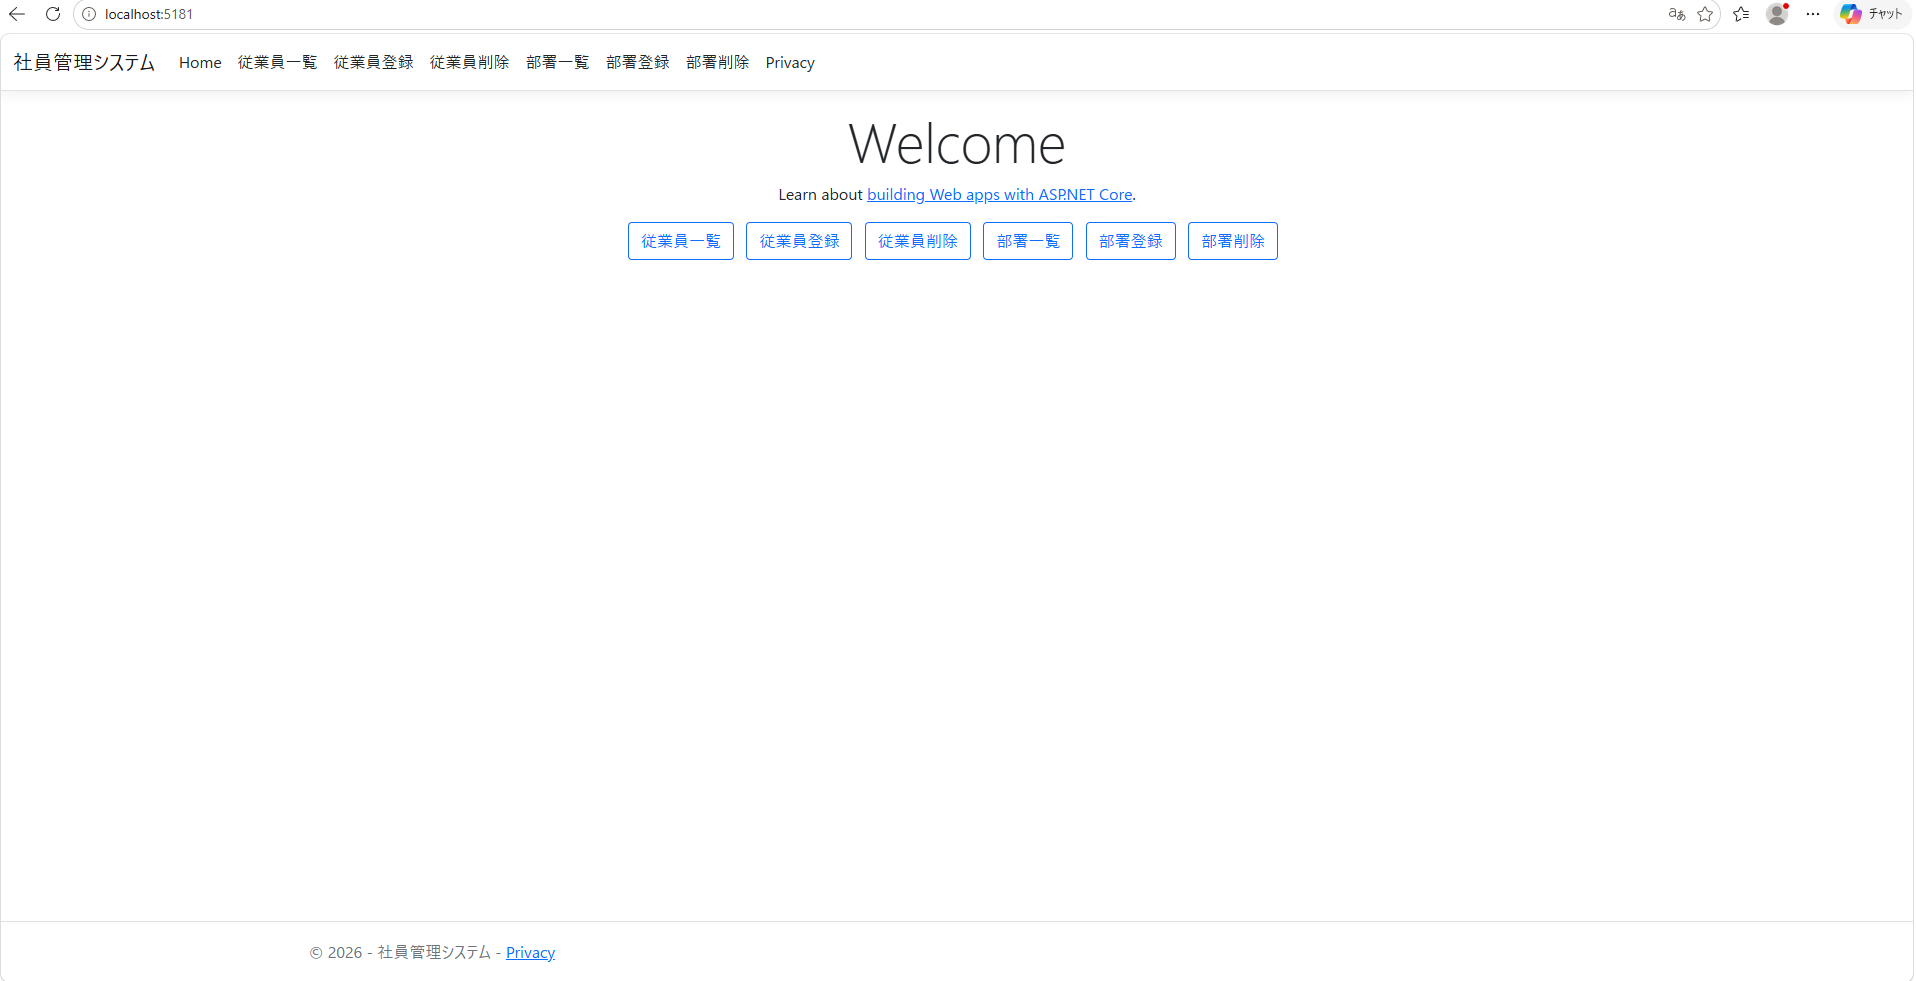 localhost:5181
チャット
社員管理システム Home 従業員一覧 従業員登録 従業員削除 部署一覧 部署登録 部署削除 Privacy
Welcome
Learn about building Web apps with ASP.NET Core.
従業員一覧 従業員登録 従業員削除 部署一覧 部署登録 部署削除
© 2026 - 社員管理システム - Privacy